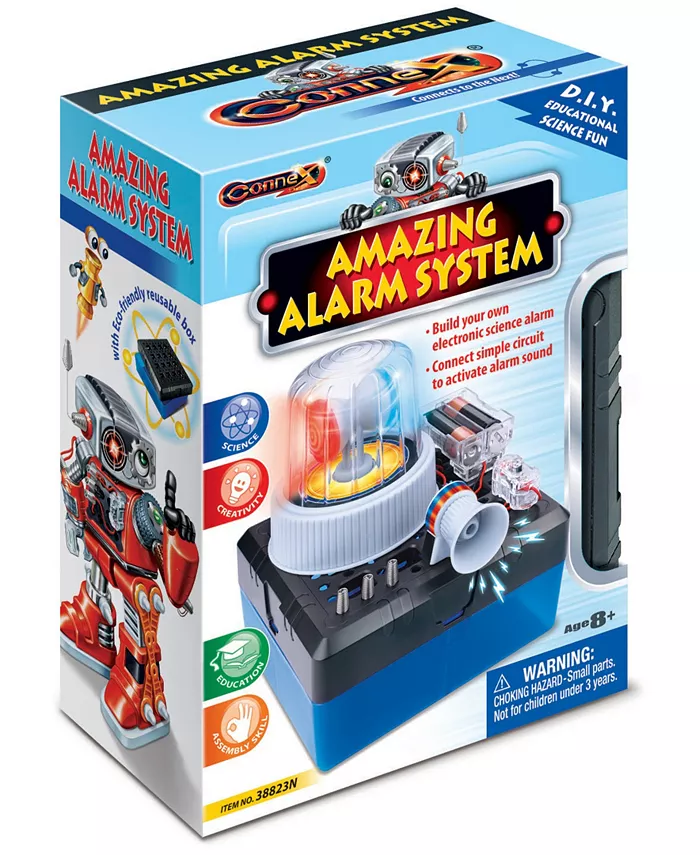 AMAZING ALARM SYSTEM
ConneX®
Connects to the Next!
D.I.Y.
EDUCATIONAL
SCIENCE FUN
AMAZING
ALARM SYSTEM
with Eco-friendly reusable box
ConneX®
AMAZING
ALARM SYSTEM
• Build your own
electronic science alarm
• Connect simple circuit
to activate alarm sound
SCIENCE
CREATIVITY
EDUCATION
ASSEMBLY SKILL
Age 8+
WARNING:
CHOKING HAZARD-Small parts.
Not for children under 3 years.
ITEM NO. 38823N